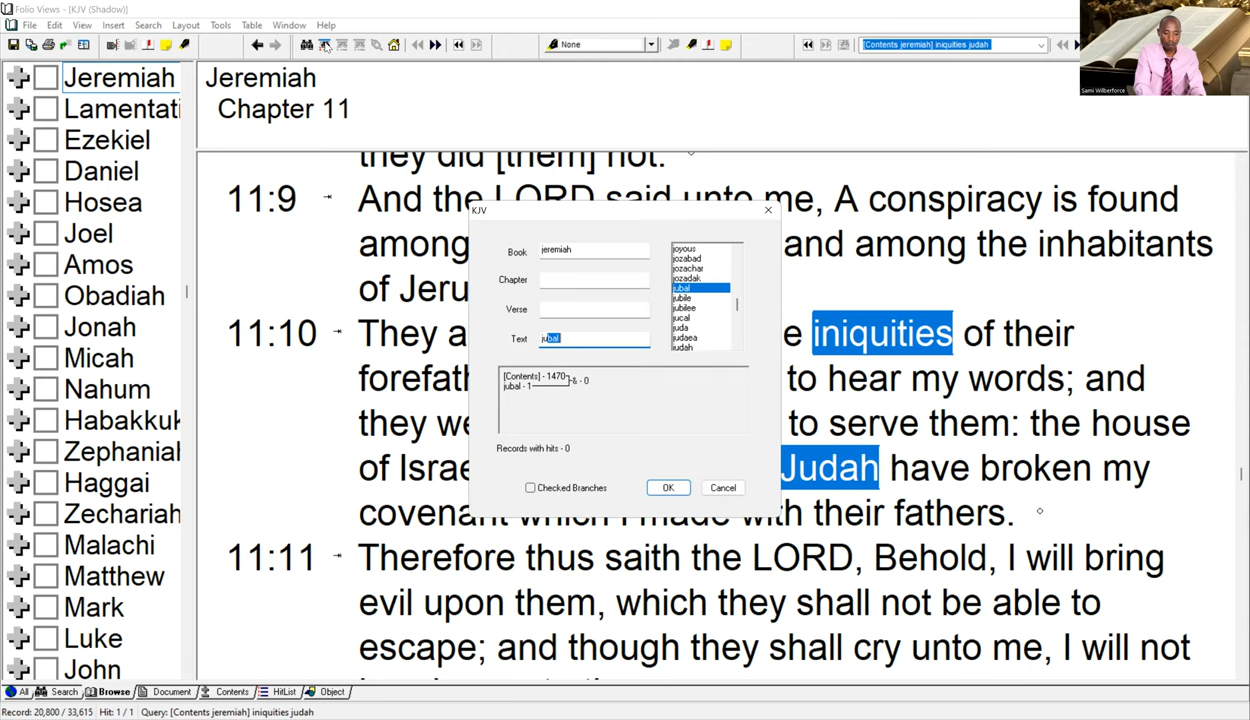 Folio Views - [KJV (Shadow)]
File Edit View Insert Search Layout Tools Table Window Help
None
[Contents jeremiah] iniquities judah
Sami Wilberforce
Jeremiah
Lamentati
Ezekiel
Daniel
Hosea
Joel
Amos
Obadiah
Jonah
Micah
Nahum
Habakkuk
Zephaniah
Haggai
Zechariah
Malachi
Matthew
Mark
Luke
John
Jeremiah
Chapter 11
they did [them] not.
11:9 And the LORD said unto me, A conspiracy is found
among and among the inhabitants
of Jeru
11:10 They a e iniquities of their
forefath to hear my words; and
they we to serve them: the house
of Israe Judah have broken my
covenant which I made with their fathers.
11:11 Therefore thus saith the LORD, Behold, I will bring
evil upon them, which they shall not be able to
escape; and though they shall cry unto me, I will not
KJV
Book jeremiah
Chapter
Verse
Text jubal
joyous
jozabad
jozachar
jozadak
jubal
jubile
jubilee
jucal
juda
judaea
judah
[Contents] - 1470
jubal - 1
& - 0
Records with hits - 0
Checked Branches OK Cancel
All Search Browse Document Contents HitList Object
Record: 20,800 / 33,615 Hit: 1 / 1 Query: [Contents jeremiah] iniquities judah